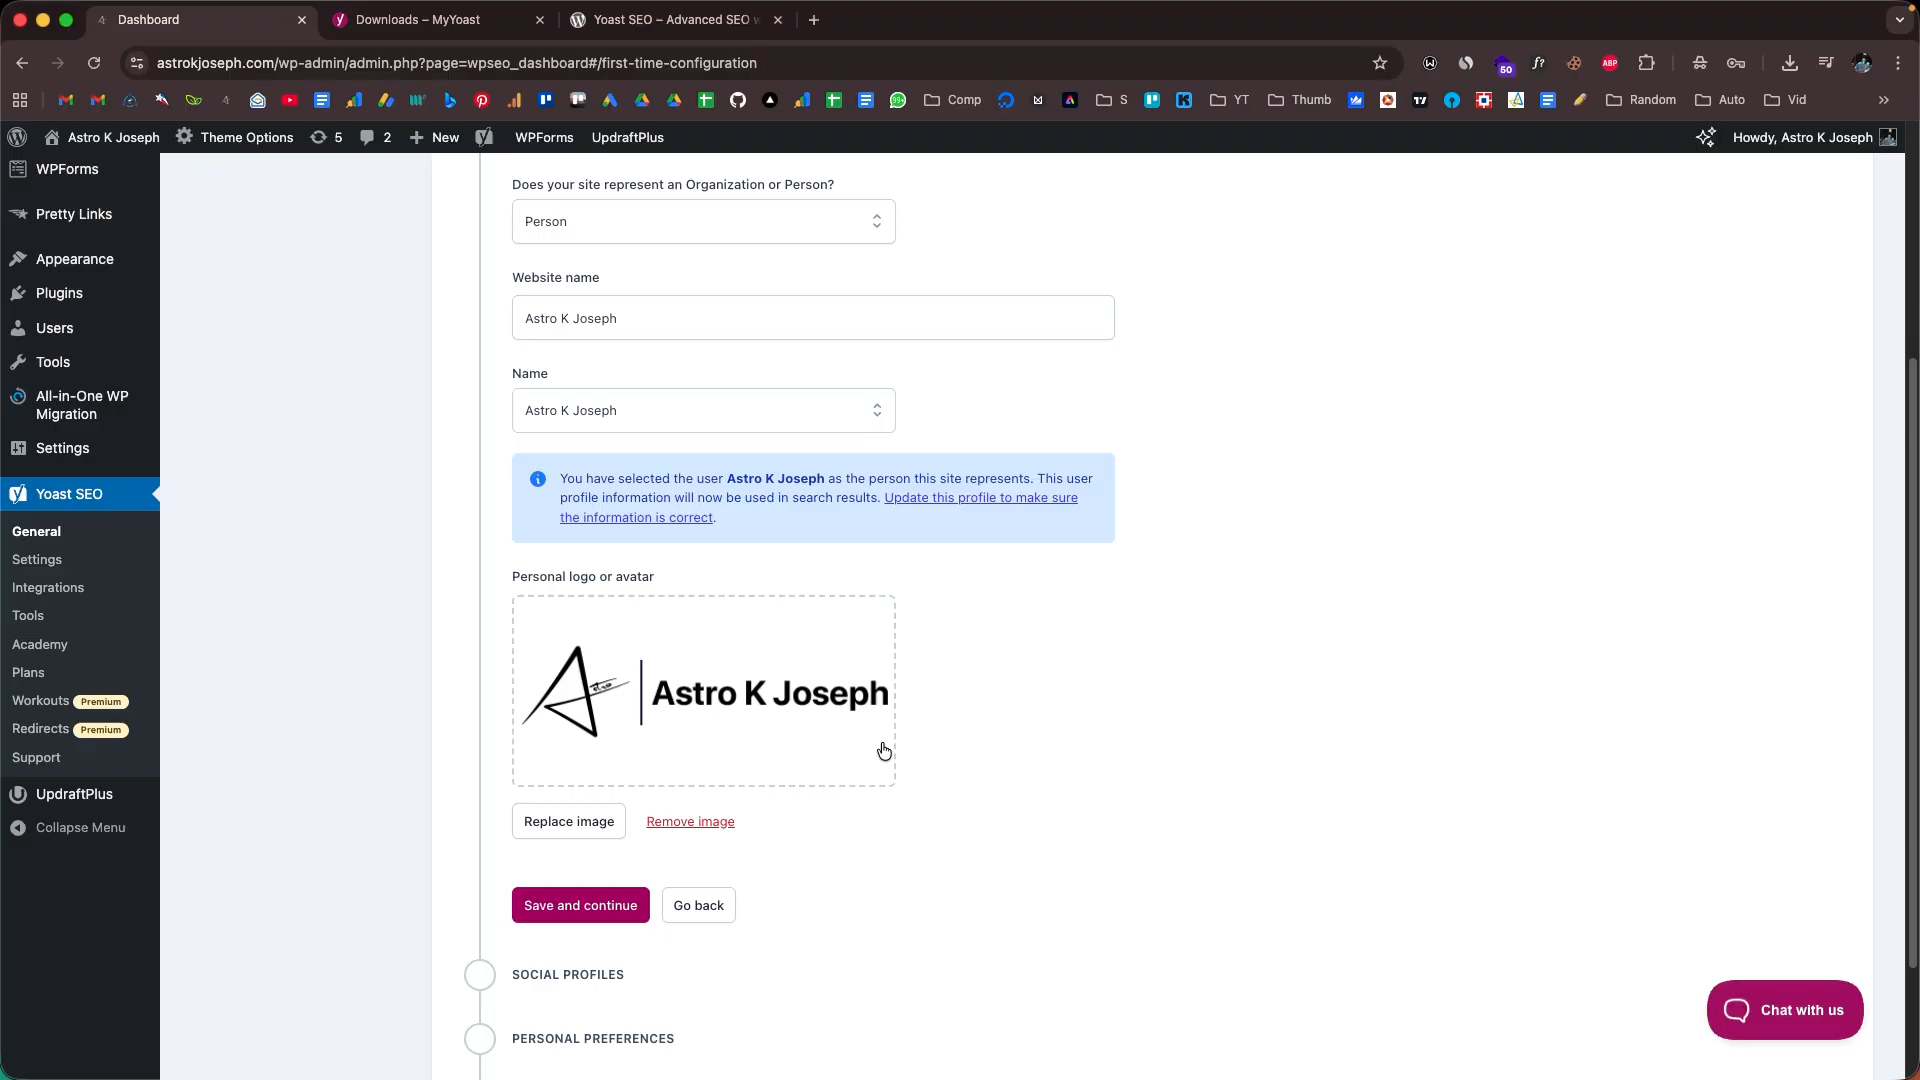 Dashboard
Downloads – MyYoast
Yoast SEO – Advanced SEO
astrokjoseph.com/wp-admin/admin.php?page=wpseo_dashboard#/first-time-configuration
50
f?
ABP
99+
Comp
S
YT
Thumb
Random
Auto
Vid
Astro K Joseph
Theme Options
5
2
New
WPForms
UpdraftPlus
Howdy, Astro K Joseph
WPForms
Pretty Links
Appearance
Plugins
Users
Tools
All-in-One WP
Migration
Settings
Yoast SEO
General
Settings
Integrations
Tools
Academy
Plans
Workouts Premium
Redirects Premium
Support
UpdraftPlus
Collapse Menu
Does your site represent an Organization or Person?
Person
Website name
Astro K Joseph
Name
Astro K Joseph
You have selected the user Astro K Joseph as the person this site represents. This user
profile information will now be used in search results. Update this profile to make sure
the information is correct.
Personal logo or avatar
Astro K Joseph
Replace image
Remove image
Save and continue
Go back
SOCIAL PROFILES
PERSONAL PREFERENCES
Chat with us